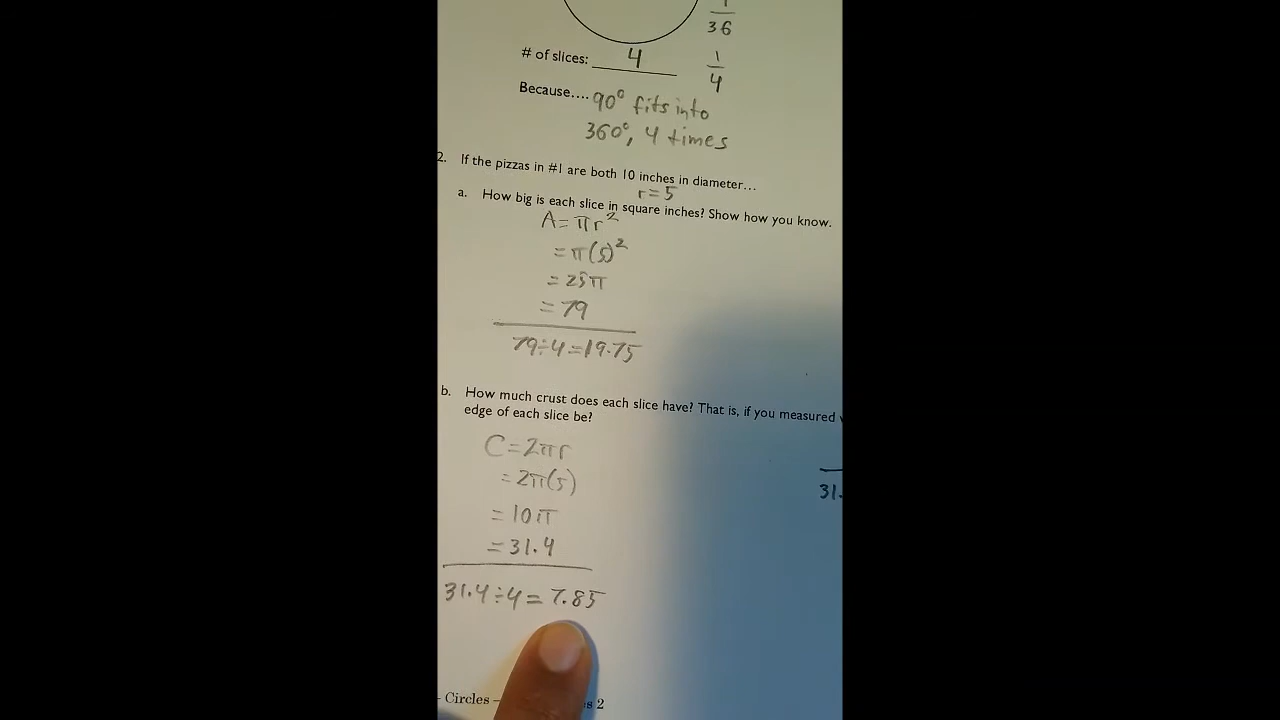 1
36
# of slices: 4
1
4
Because.... 90° fits into
360°, 4 times
2. If the pizzas in #1 are both 10 inches in diameter...
r=5
a. How big is each slice in square inches? Show how you know.
A=πr²
=π(5)²
=25π
=79
79÷4=19.75
b. How much crust does each slice have? That is, if you measured
edge of each slice be?
C=2πr
=2π(5)
=10π
=31.4
31.
31.4÷4=7.85
- Circles -
2